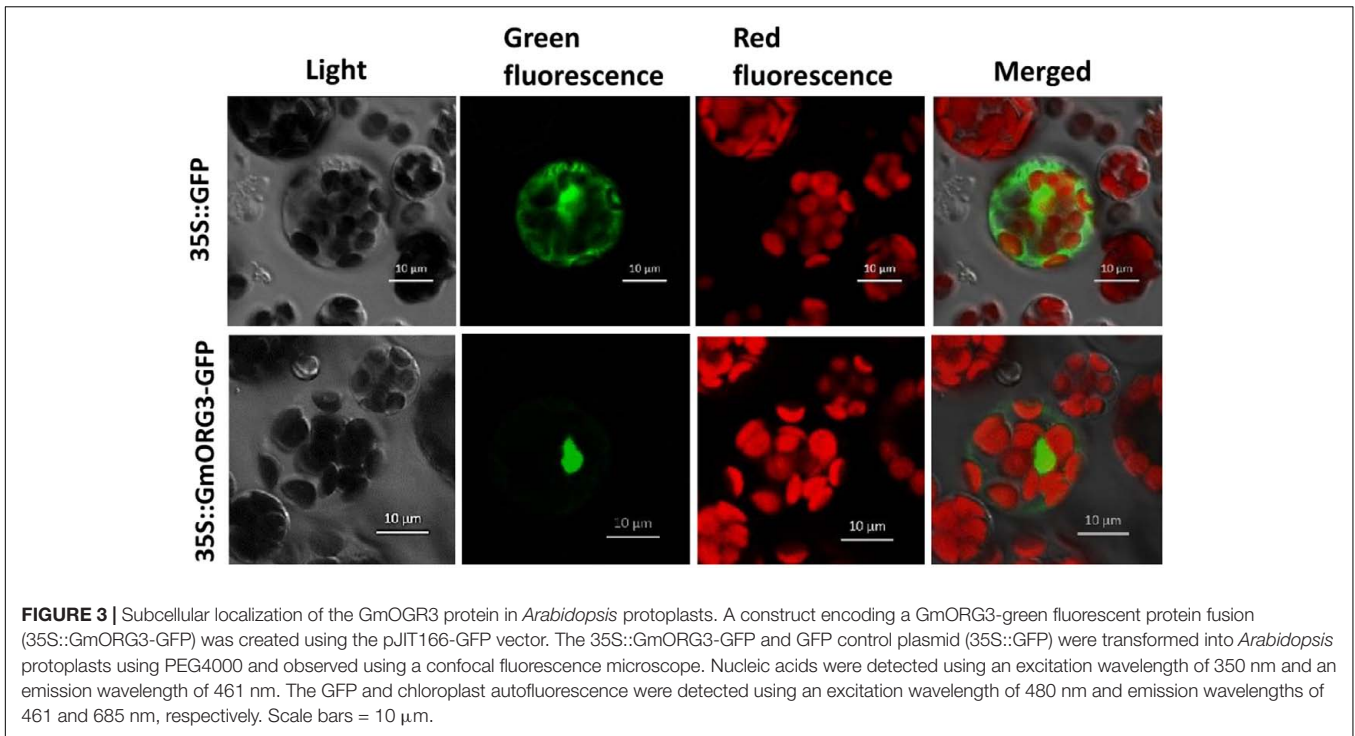 Light
Green
fluorescence
Red
fluorescence
Merged
35S::GFP
10 µm
10 µm
10 µm
10 µm
35S::GmORG3-GFP
10 µm
10 µm
10 µm
10 µm
FIGURE 3 | Subcellular localization of the GmOGR3 protein in Arabidopsis protoplasts. A construct encoding a GmORG3-green fluorescent protein fusion
(35S::GmORG3-GFP) was created using the pJIT166-GFP vector. The 35S::GmORG3-GFP and GFP control plasmid (35S::GFP) were transformed into Arabidopsis
protoplasts using PEG4000 and observed using a confocal fluorescence microscope. Nucleic acids were detected using an excitation wavelength of 350 nm and an
emission wavelength of 461 nm. The GFP and chloroplast autofluorescence were detected using an excitation wavelength of 480 nm and emission wavelengths of
461 and 685 nm, respectively. Scale bars = 10 µm.